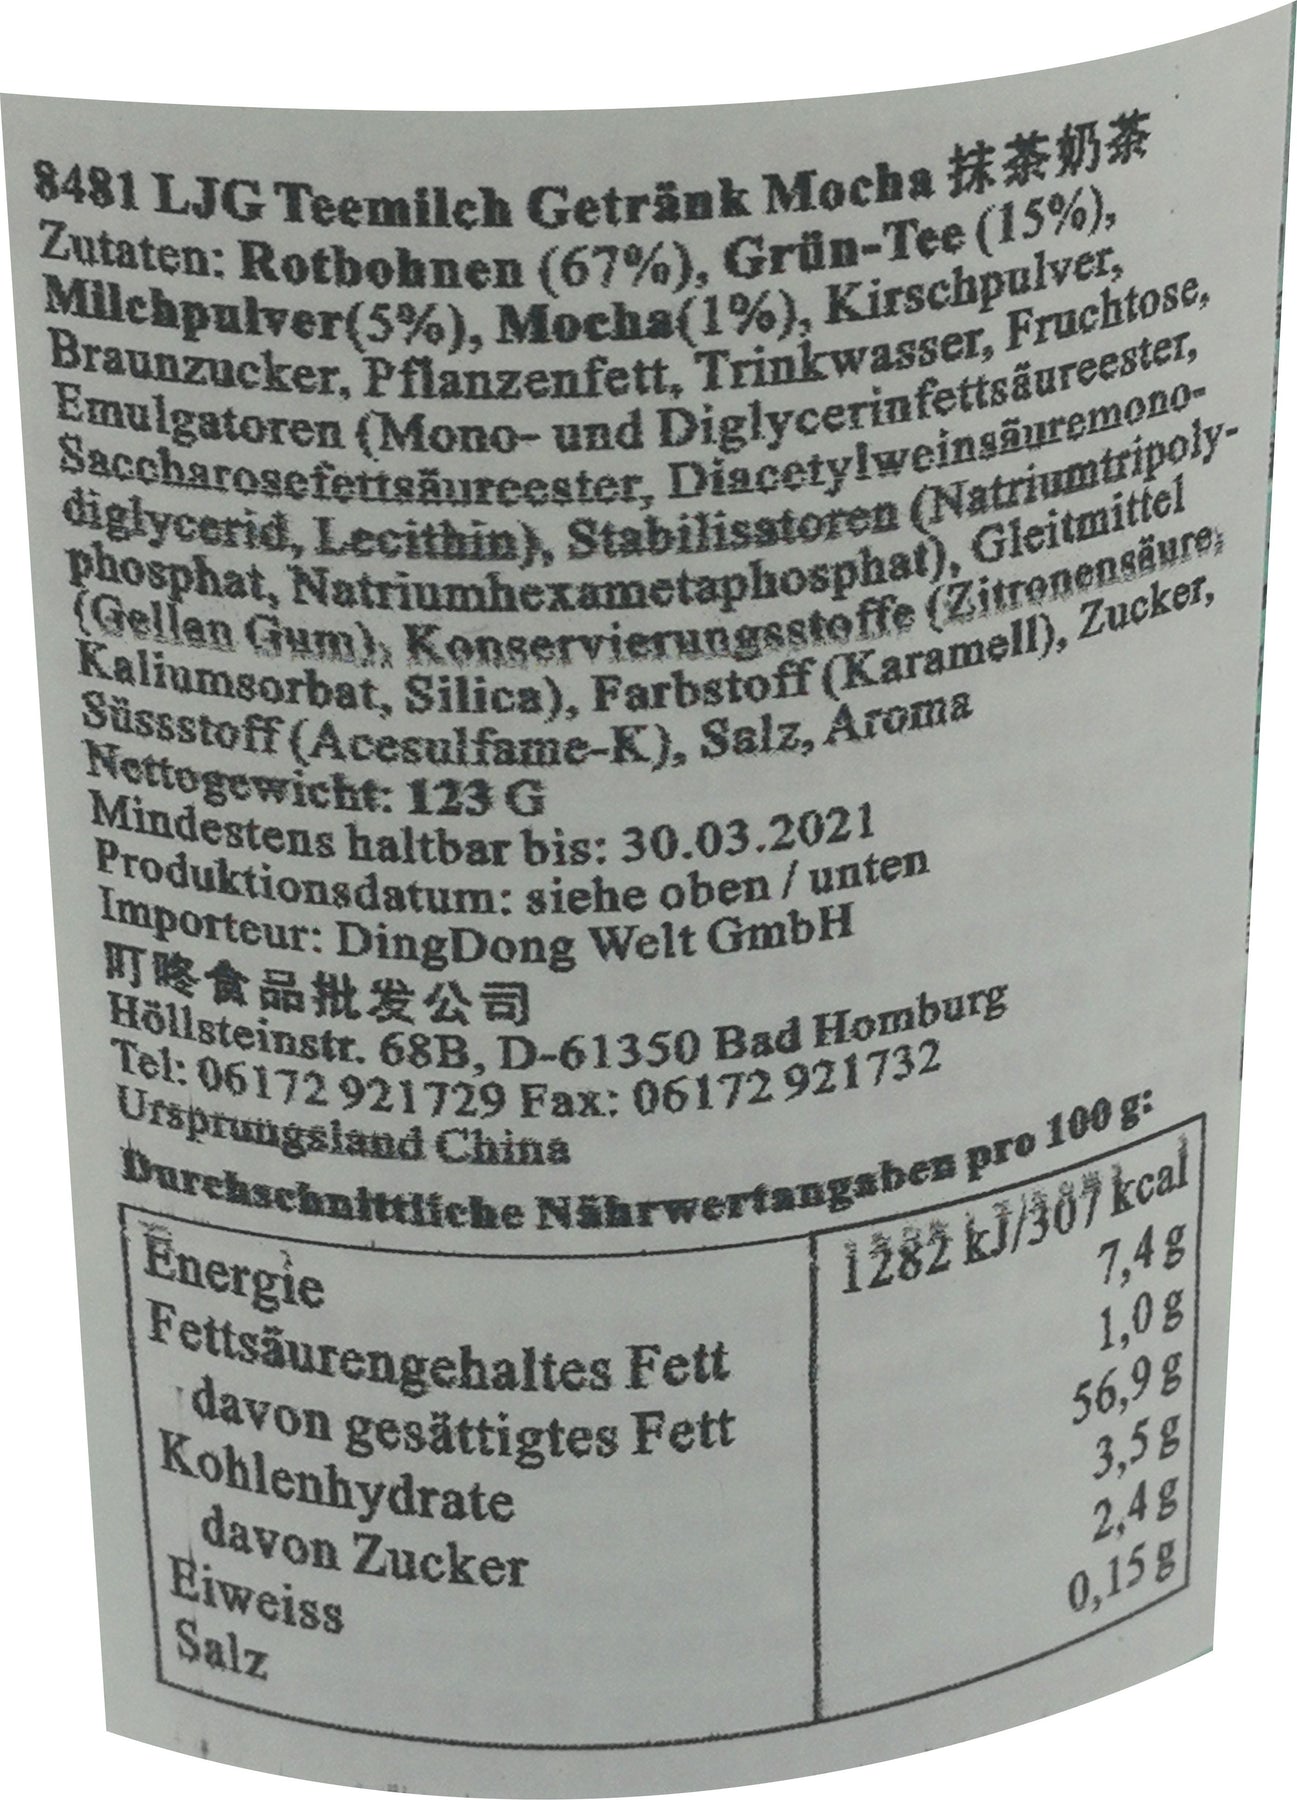 8481 LJG Teemilch Getränk Mocha 抹茶奶茶
Zutaten: Rotbohnen (67%), Grün-Tee (15%),
Milchpulver(5%), Mocha(1%), Kirschpulver,
Braunzucker, Pflanzenfett, Trinkwasser, Fruchtose,
Emulgatoren (Mono- und Diglycerinfettsäureester,
Saccharosefettsäureester, Diacetylweinsäuremono-
diglycerid, Lecithin), Stabilisatoren (Natriumtripoly-
phosphat, Natriumhexametaphosphat), Gleitmittel
(Gellan Gum), Konservierungsstoffe (Zitronensäure,
Kaliumsorbat, Silica), Farbstoff (Karamell), Zucker,
Süssstoff (Acesulfame-K), Salz, Aroma
Nettogewicht: 123 G
Mindestens haltbar bis: 30.03.2021
Produktionsdatum: siehe oben / unten
Importeur: DingDong Welt GmbH
叮咚食品批发公司
Höllsteinstr. 68B, D-61350 Bad Homburg
Tel: 06172 921729 Fax: 06172 921732
Ursprungsland China
Durchschnittliche Nährwertangaben pro 100 g:
Energie 1282 kJ/307 kcal
Fettsäurengehaltes Fett 7,4 g
davon gesättigtes Fett 1,0 g
Kohlenhydrate 56,9 g
davon Zucker 3,5 g
Eiweiss 2,4 g
Salz 0,15 g